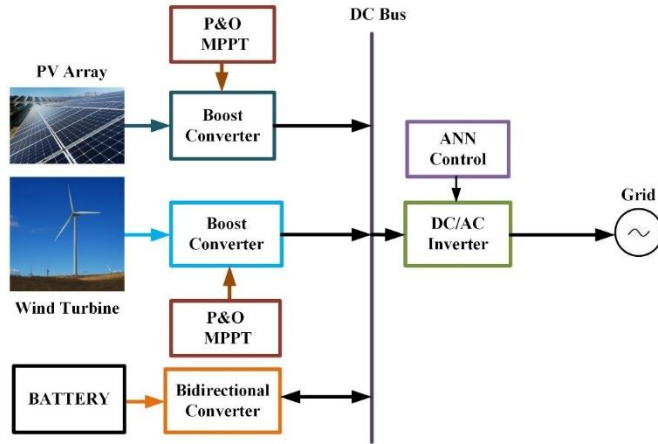 DC Bus
P&O
MPPT
PV Array
Boost
Converter
ANN
Control
Grid
Boost
Converter
DC/AC
Inverter
Wind Turbine
P&O
MPPT
BATTERY
Bidirectional
Converter